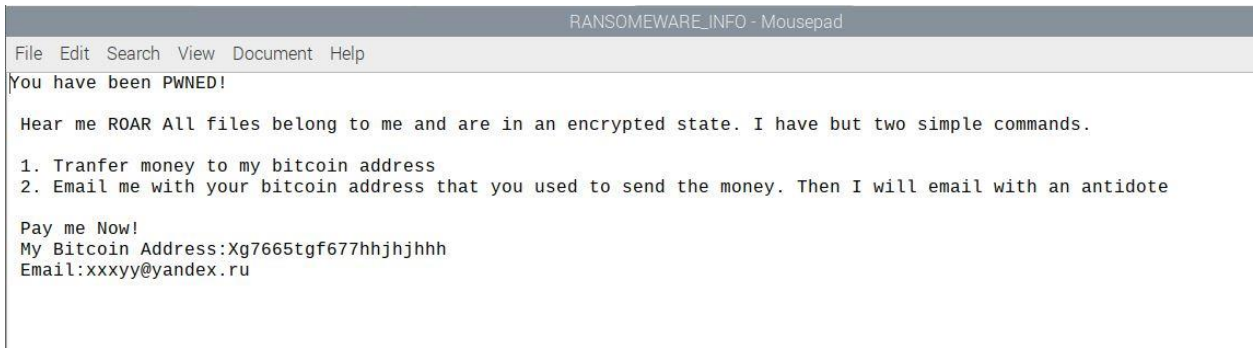 RANSOMEWARE_INFO - Mousepad
File Edit Search View Document Help
You have been PWNED!
Hear me ROAR All files belong to me and are in an encrypted state. I have but two simple commands.
1. Tranfer money to my bitcoin address
2. Email me with your bitcoin address that you used to send the money. Then I will email with an antidote
Pay me Now!
My Bitcoin Address:Xg7665tgf677hhjhjhhh
Email:xxxyy@yandex.ru